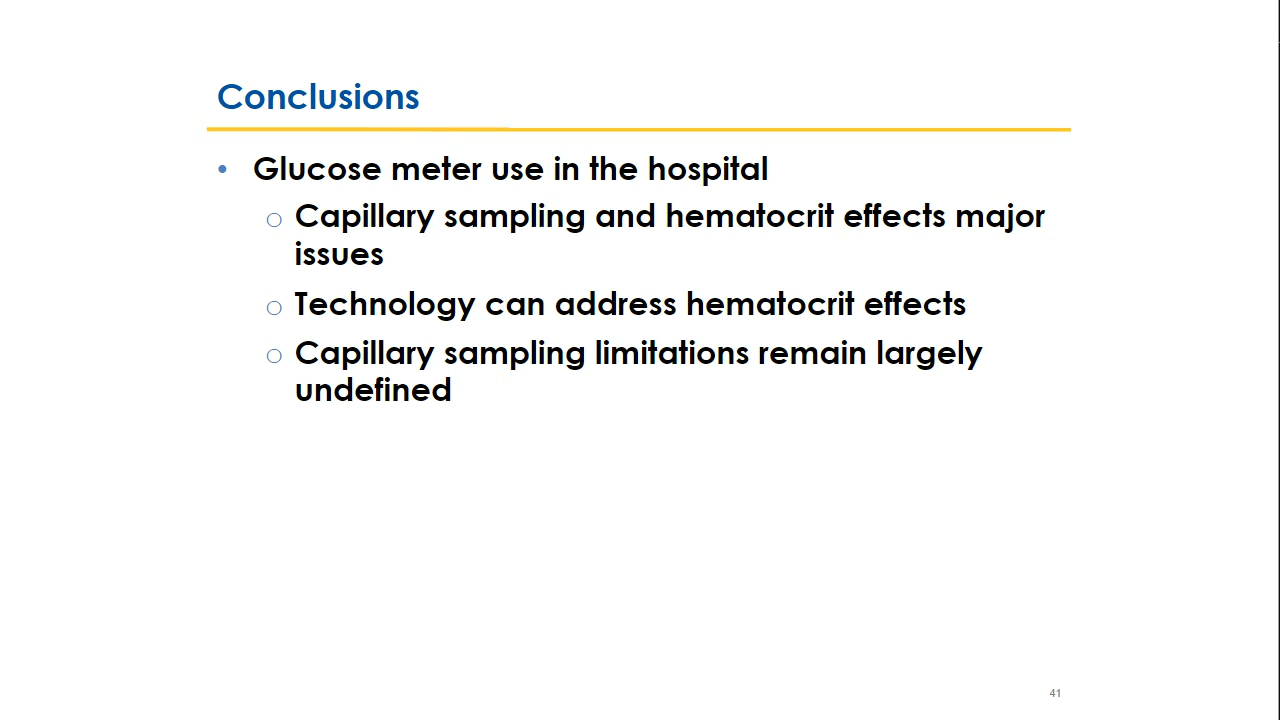 Conclusions
• Glucose meter use in the hospital
○ Capillary sampling and hematocrit effects major
issues
○ Technology can address hematocrit effects
○ Capillary sampling limitations remain largely
undefined
41